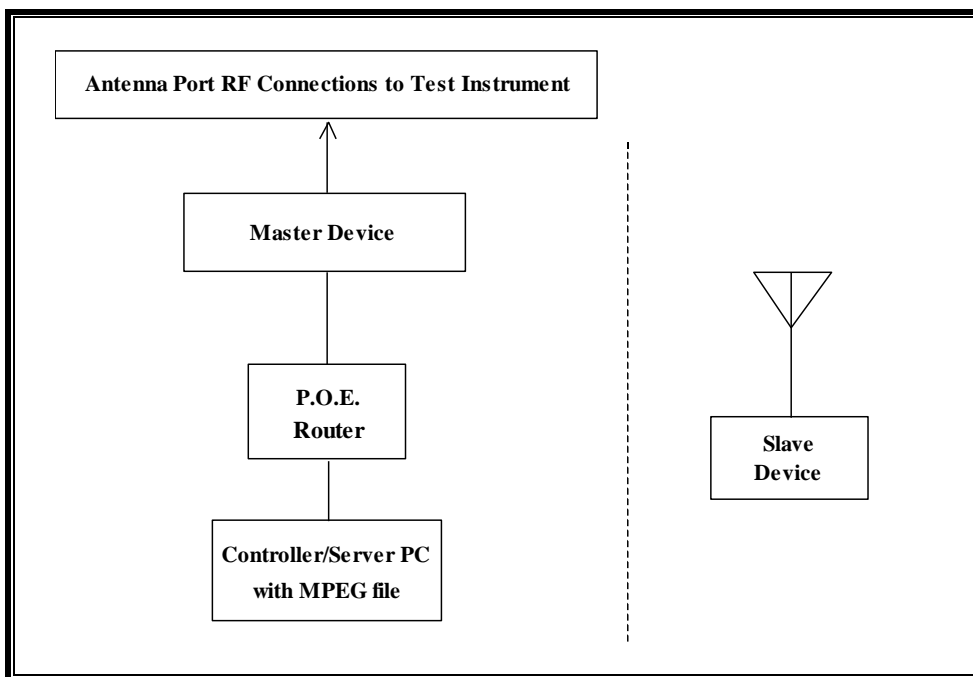 Antenna Port RF Connections to Test Instrument
Master Device
P.O.E.
Router
Controller/Server PC
with MPEG file
Slave
Device